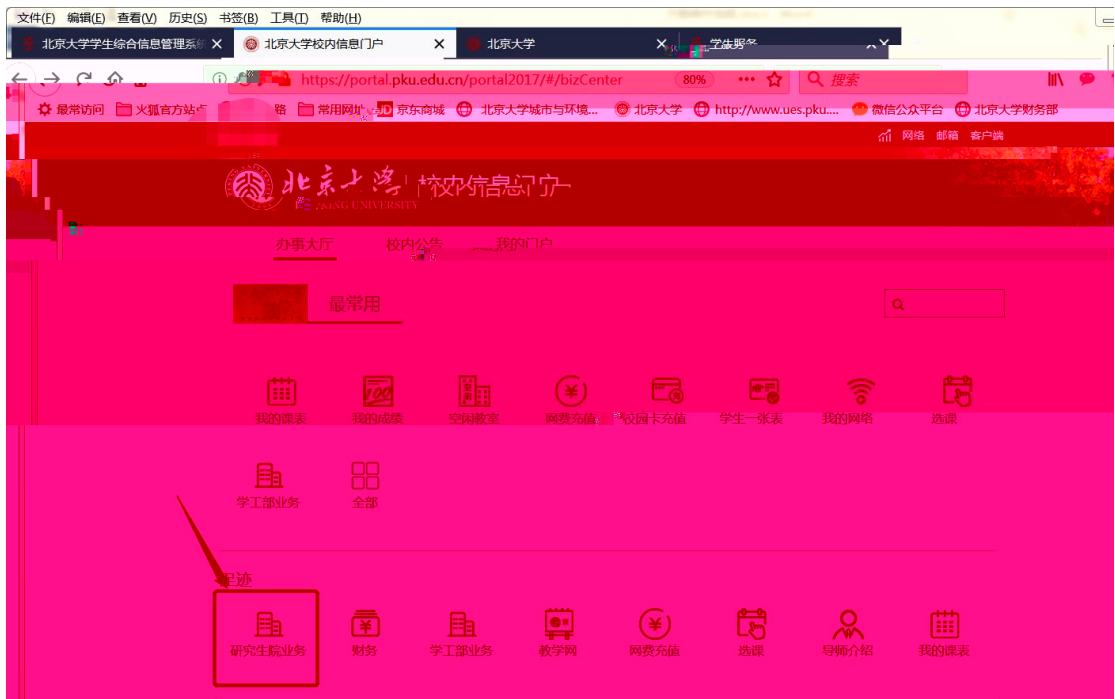 文件(F) 编辑(E) 查看(V) 历史(S) 书签(B) 工具(T) 帮助(H)
北京大学学生综合信息管理系统 北京大学校内信息门户 北京大学 学生服务
https://portal.pku.edu.cn/portal2017/#/bizCenter 80% 搜索
最常访问 火狐官方站点 常用网址 JD 京东商城 北京大学城市与环境... 北京大学 http://www.ues.pku.... 微信公众平台 北京大学财务部
网络 邮箱 客户端
北京大学 校内信息门户
PEKING UNIVERSITY
办事大厅 校内公告 我的门户
最常用
我的课表 我的成绩 空闲教室 网费充值 校园卡充值 学生一张表 我的网络 选课
学工部业务 全部
足迹
研究生院业务 财务 学工部业务 教学网 网费充值 选课 导师介绍 我的课表